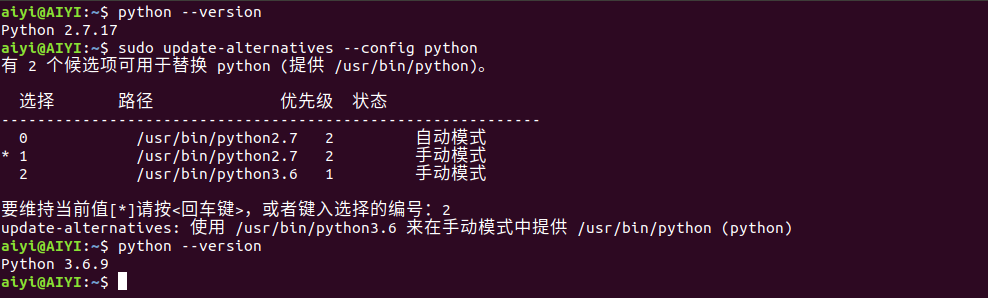 aiyi@AIYI:~$ python --version
Python 2.7.17
aiyi@AIYI:~$ sudo update-alternatives --config python
有 2 个候选项可用于替换 python (提供 /usr/bin/python)。
选择 路径 优先级 状态
------------------------------------------------------------
0 /usr/bin/python2.7 2 自动模式
* 1 /usr/bin/python2.7 2 手动模式
2 /usr/bin/python3.6 1 手动模式
要维持当前值[*]请按<回车键>，或者键入选择的编号：2
update-alternatives: 使用 /usr/bin/python3.6 来在手动模式中提供 /usr/bin/python (python)
aiyi@AIYI:~$ python --version
Python 3.6.9
aiyi@AIYI:~$